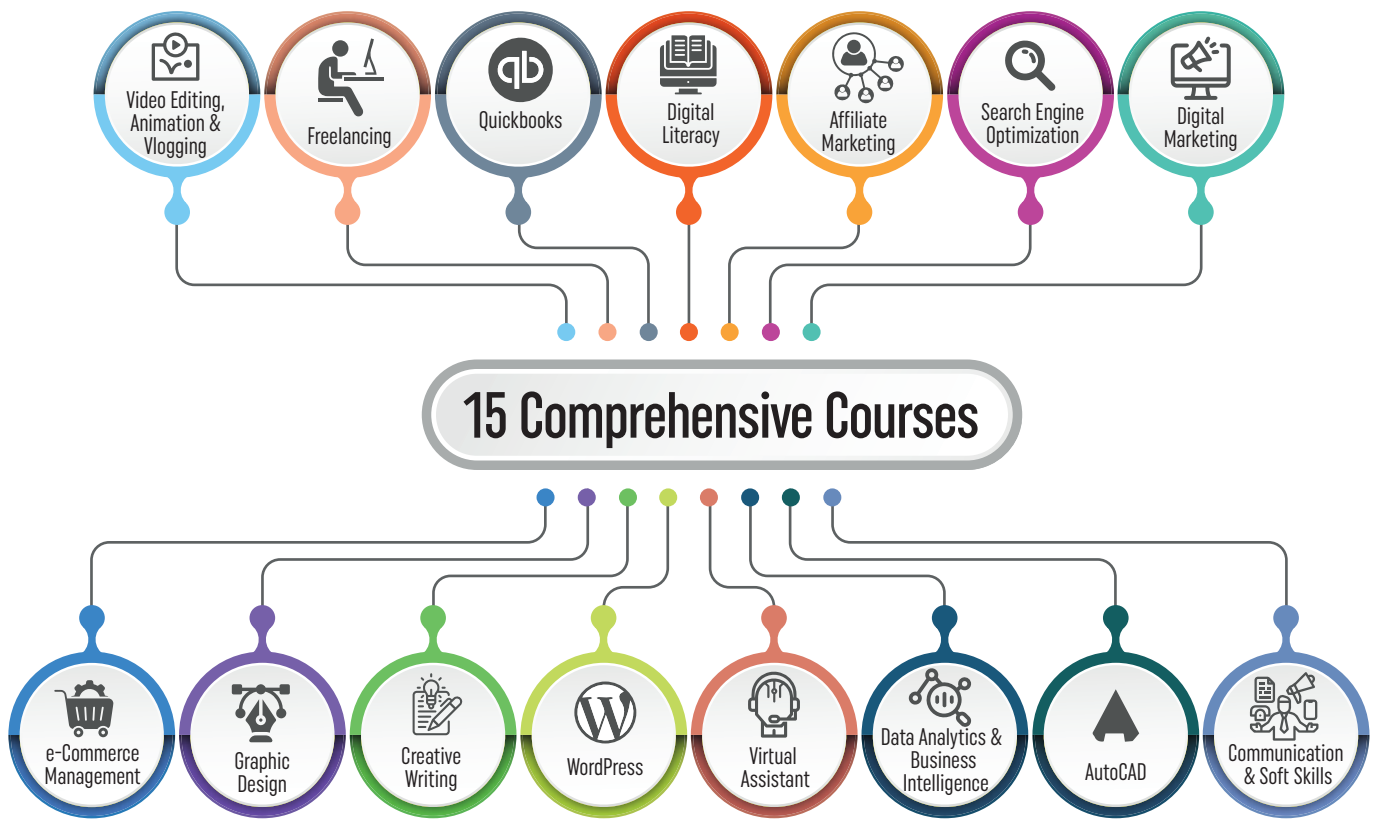 Video Editing,
Animation &
Vlogging
Freelancing
qb
Quickbooks
Digital
Literacy
Affiliate
Marketing
Search Engine
Optimization
Digital
Marketing
15 Comprehensive Courses
e-Commerce
Management
Graphic
Design
Creative
Writing
W
WordPress
Virtual
Assistant
Data Analytics &
Business
Intelligence
AutoCAD
Communication
& Soft Skills